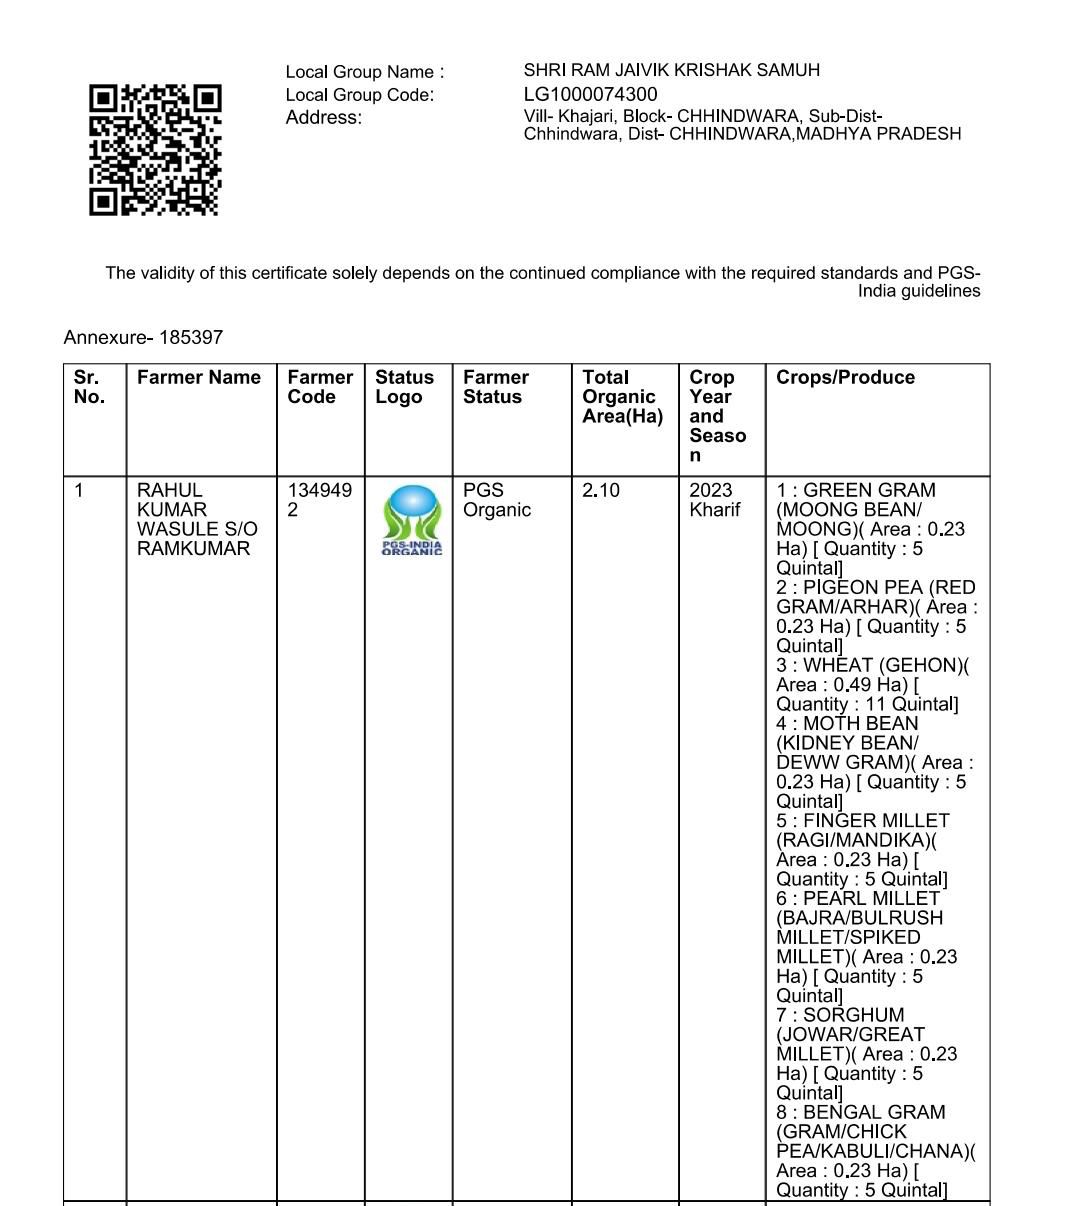 Local Group Name :
SHRI RAM JAIVIK KRISHAK SAMUH
Local Group Code:
LG1000074300
Address:
Vill- Khajari, Block- CHHINDWARA, Sub-Dist-
Chhindwara, Dist- CHHINDWARA,MADHYA PRADESH
The validity of this certificate solely depends on the continued compliance with the required standards and PGS-
India guidelines
Annexure- 185397
Sr.
No.
Farmer Name
Farmer
Code
Status
Logo
Farmer
Status
Total
Organic
Area(Ha)
Crop
Year
and
Seaso
n
Crops/Produce
1
RAHUL
KUMAR
WASULE S/O
RAMKUMAR
134949
2
PGS-INDIA
ORGANIC
PGS
Organic
2.10
2023
Kharif
1 : GREEN GRAM
(MOONG BEAN/
MOONG)( Area : 0.23
Ha) [ Quantity : 5
Quintal]
2 : PIGEON PEA (RED
GRAM/ARHAR)( Area :
0.23 Ha) [ Quantity : 5
Quintal]
3 : WHEAT (GEHON)(
Area : 0.49 Ha) [
Quantity : 11 Quintal]
4 : MOTH BEAN
(KIDNEY BEAN/
DEWW GRAM)( Area :
0.23 Ha) [ Quantity : 5
Quintal]
5 : FINGER MILLET
(RAGI/MANDIKA)(
Area : 0.23 Ha) [
Quantity : 5 Quintal]
6 : PEARL MILLET
(BAJRA/BULRUSH
MILLET/SPIKED
MILLET)( Area : 0.23
Ha) [ Quantity : 5
Quintal]
7 : SORGHUM
(JOWAR/GREAT
MILLET)( Area : 0.23
Ha) [ Quantity : 5
Quintal]
8 : BENGAL GRAM
(GRAM/CHICK
PEA/KABULI/CHANA)(
Area : 0.23 Ha) [
Quantity : 5 Quintal]